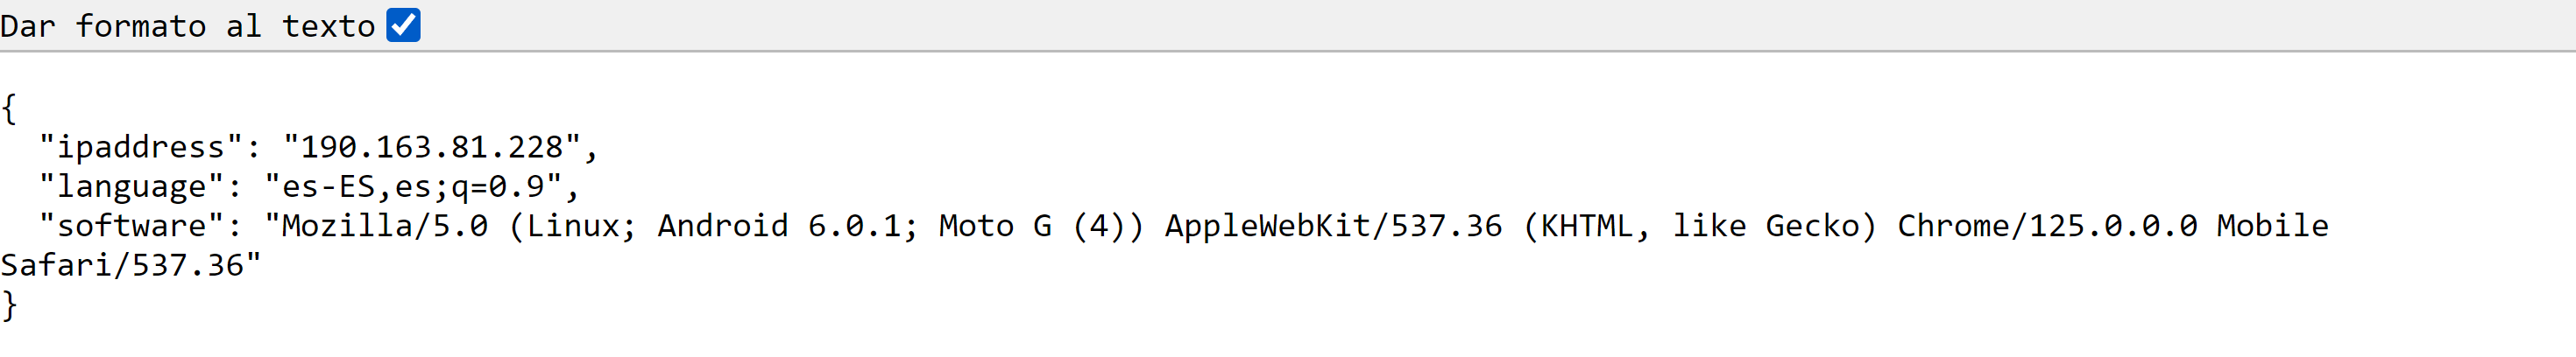 Dar formato al texto
{
  "ipaddress": "190.163.81.228",
  "language": "es-ES,es;q=0.9",
  "software": "Mozilla/5.0 (Linux; Android 6.0.1; Moto G (4)) AppleWebKit/537.36 (KHTML, like Gecko) Chrome/125.0.0.0 Mobile
Safari/537.36"
}